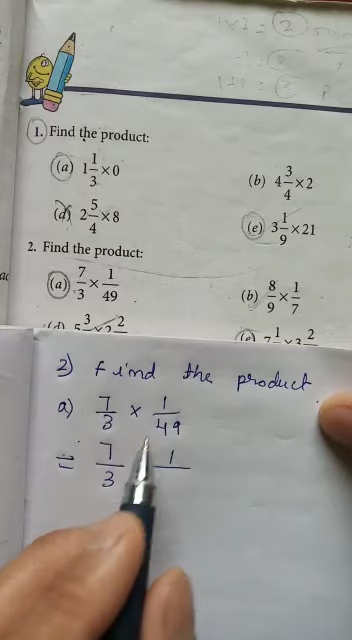 1. Find the product:
(a) 1 1/3 × 0
(b) 4 3/4 × 2
(d) 2 5/4 × 8
(e) 3 1/9 × 21
2. Find the product:
(a) 7/3 × 1/49
(b) 8/9 × 1/7
2) Find the product
a) 7/3 × 1/49
= 7/3 1